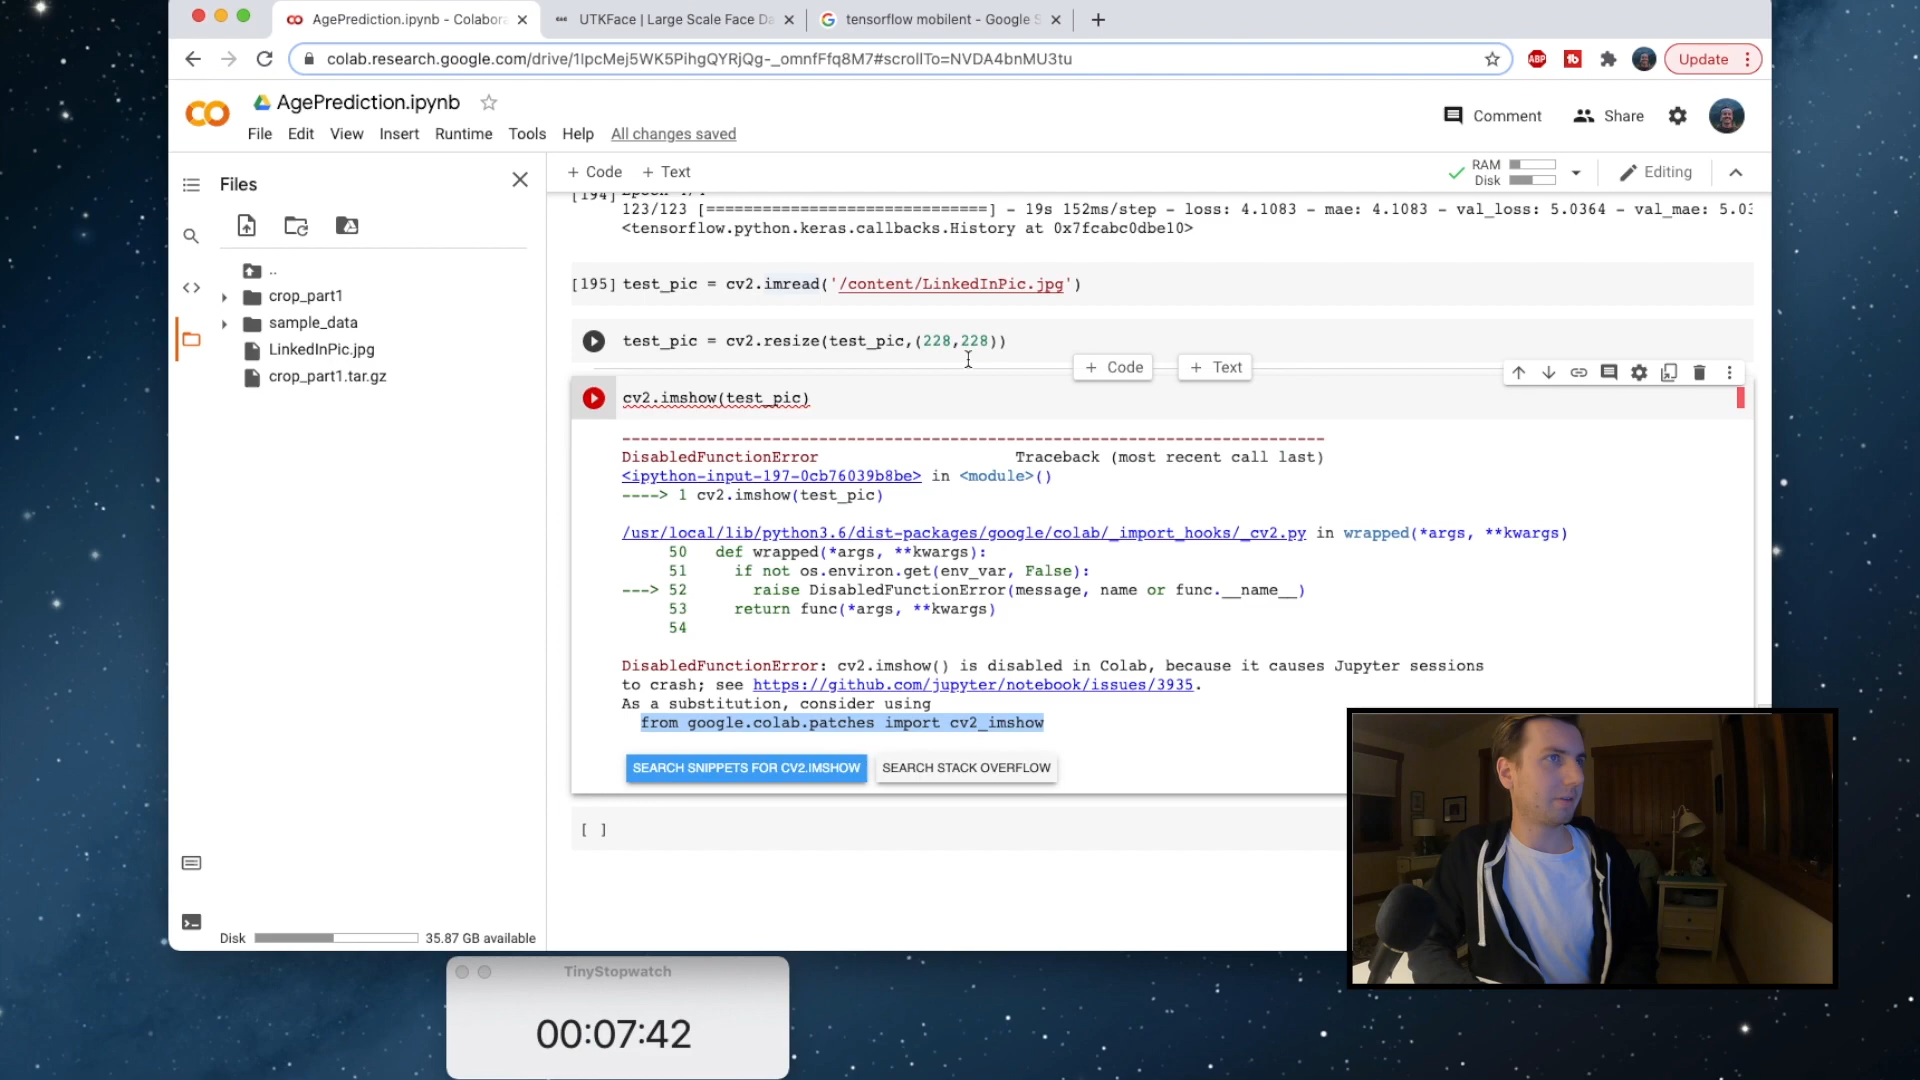 AgePrediction.ipynb - Colabora
UTKFace | Large Scale Face Da
tensorflow mobilent - Google S
colab.research.google.com/drive/1lpcMej5WK5PihgQYRjQg-_omnfFfq8M7#scrollTo=NVDA4bnMU3tu
ABP
Update
CO AgePrediction.ipynb
File Edit View Insert Runtime Tools Help All changes saved
Comment Share
Files
..
crop_part1
sample_data
LinkedInPic.jpg
crop_part1.tar.gz
Disk 35.87 GB available
+ Code + Text
RAM
Disk
Editing
[194]
123/123 [==============================] - 19s 152ms/step - loss: 4.1083 - mae: 4.1083 - val_loss: 5.0364 - val_mae: 5.03
<tensorflow.python.keras.callbacks.History at 0x7fcabc0dbe10>
[195] test_pic = cv2.imread('/content/LinkedInPic.jpg')
test_pic = cv2.resize(test_pic,(228,228))
+ Code + Text
cv2.imshow(test_pic)
---------------------------------------------------------------------------
DisabledFunctionError Traceback (most recent call last)
<ipython-input-197-0cb76039b8be> in <module>()
----> 1 cv2.imshow(test_pic)
/usr/local/lib/python3.6/dist-packages/google/colab/_import_hooks/_cv2.py in wrapped(*args, **kwargs)
50 def wrapped(*args, **kwargs):
51 if not os.environ.get(env_var, False):
---> 52 raise DisabledFunctionError(message, name or func.__name__)
53 return func(*args, **kwargs)
54
DisabledFunctionError: cv2.imshow() is disabled in Colab, because it causes Jupyter sessions
to crash; see https://github.com/jupyter/notebook/issues/3935.
As a substitution, consider using
from google.colab.patches import cv2_imshow
SEARCH SNIPPETS FOR CV2.IMSHOW SEARCH STACK OVERFLOW
[ ]
TinyStopwatch
00:07:42